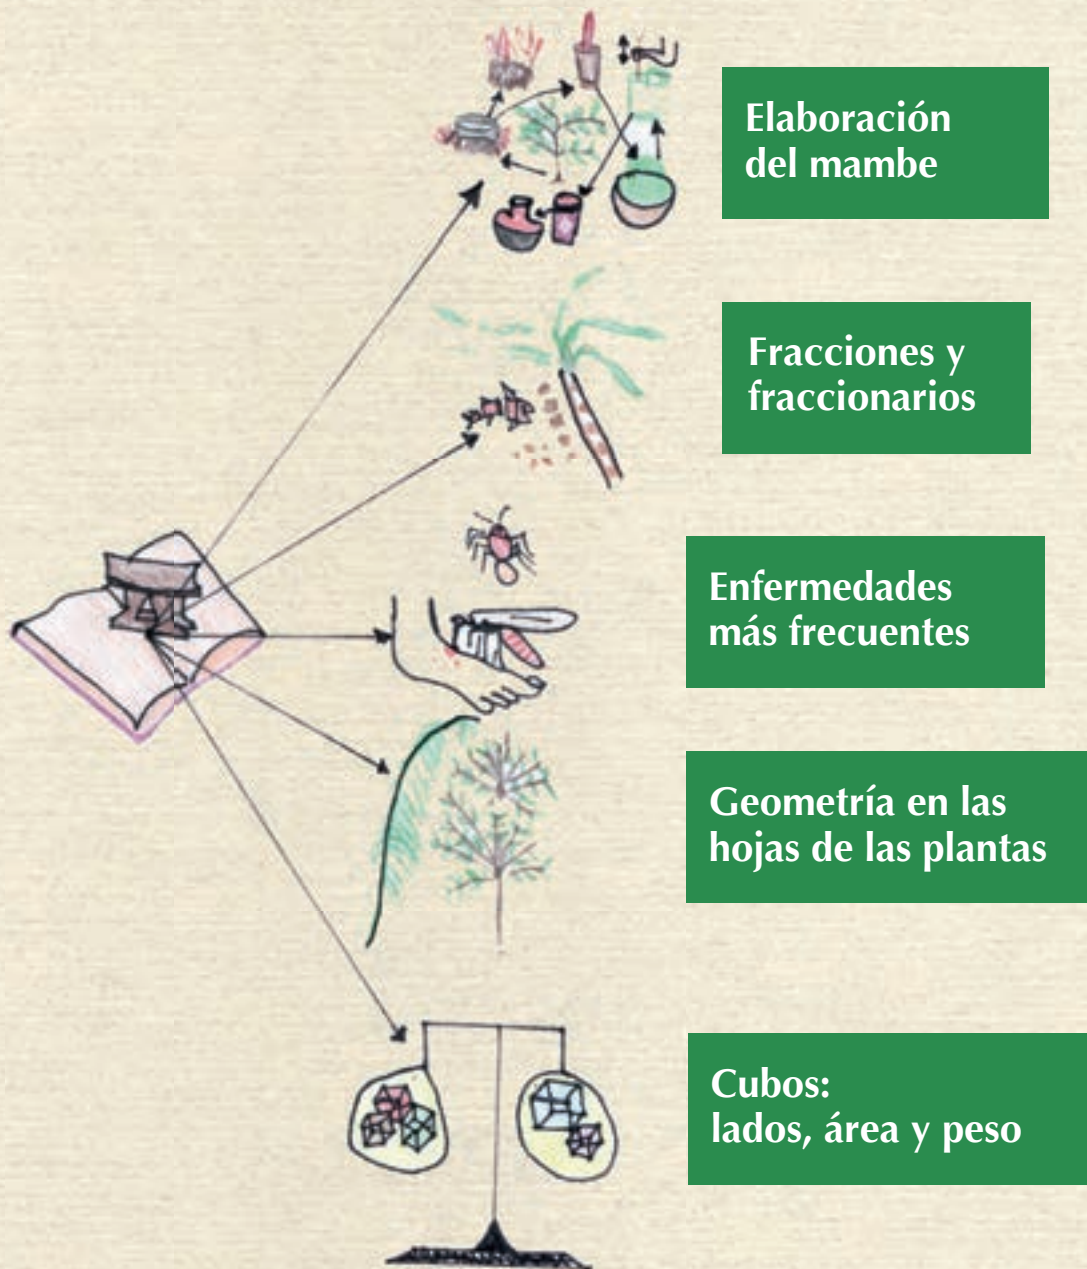 Elaboración
del mambe
Fracciones y
fraccionarios
Enfermedades
más frecuentes
Geometría en las
hojas de las plantas
Cubos:
lados, área y peso